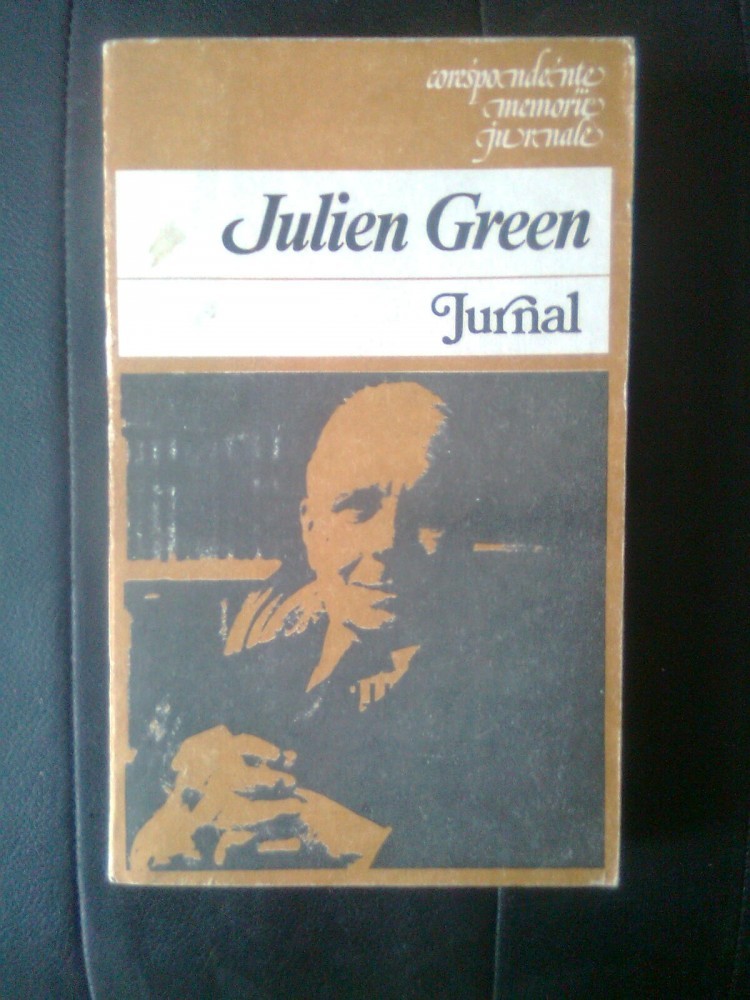 corespondențe
memorii
jurnale
Julien Green
Jurnal